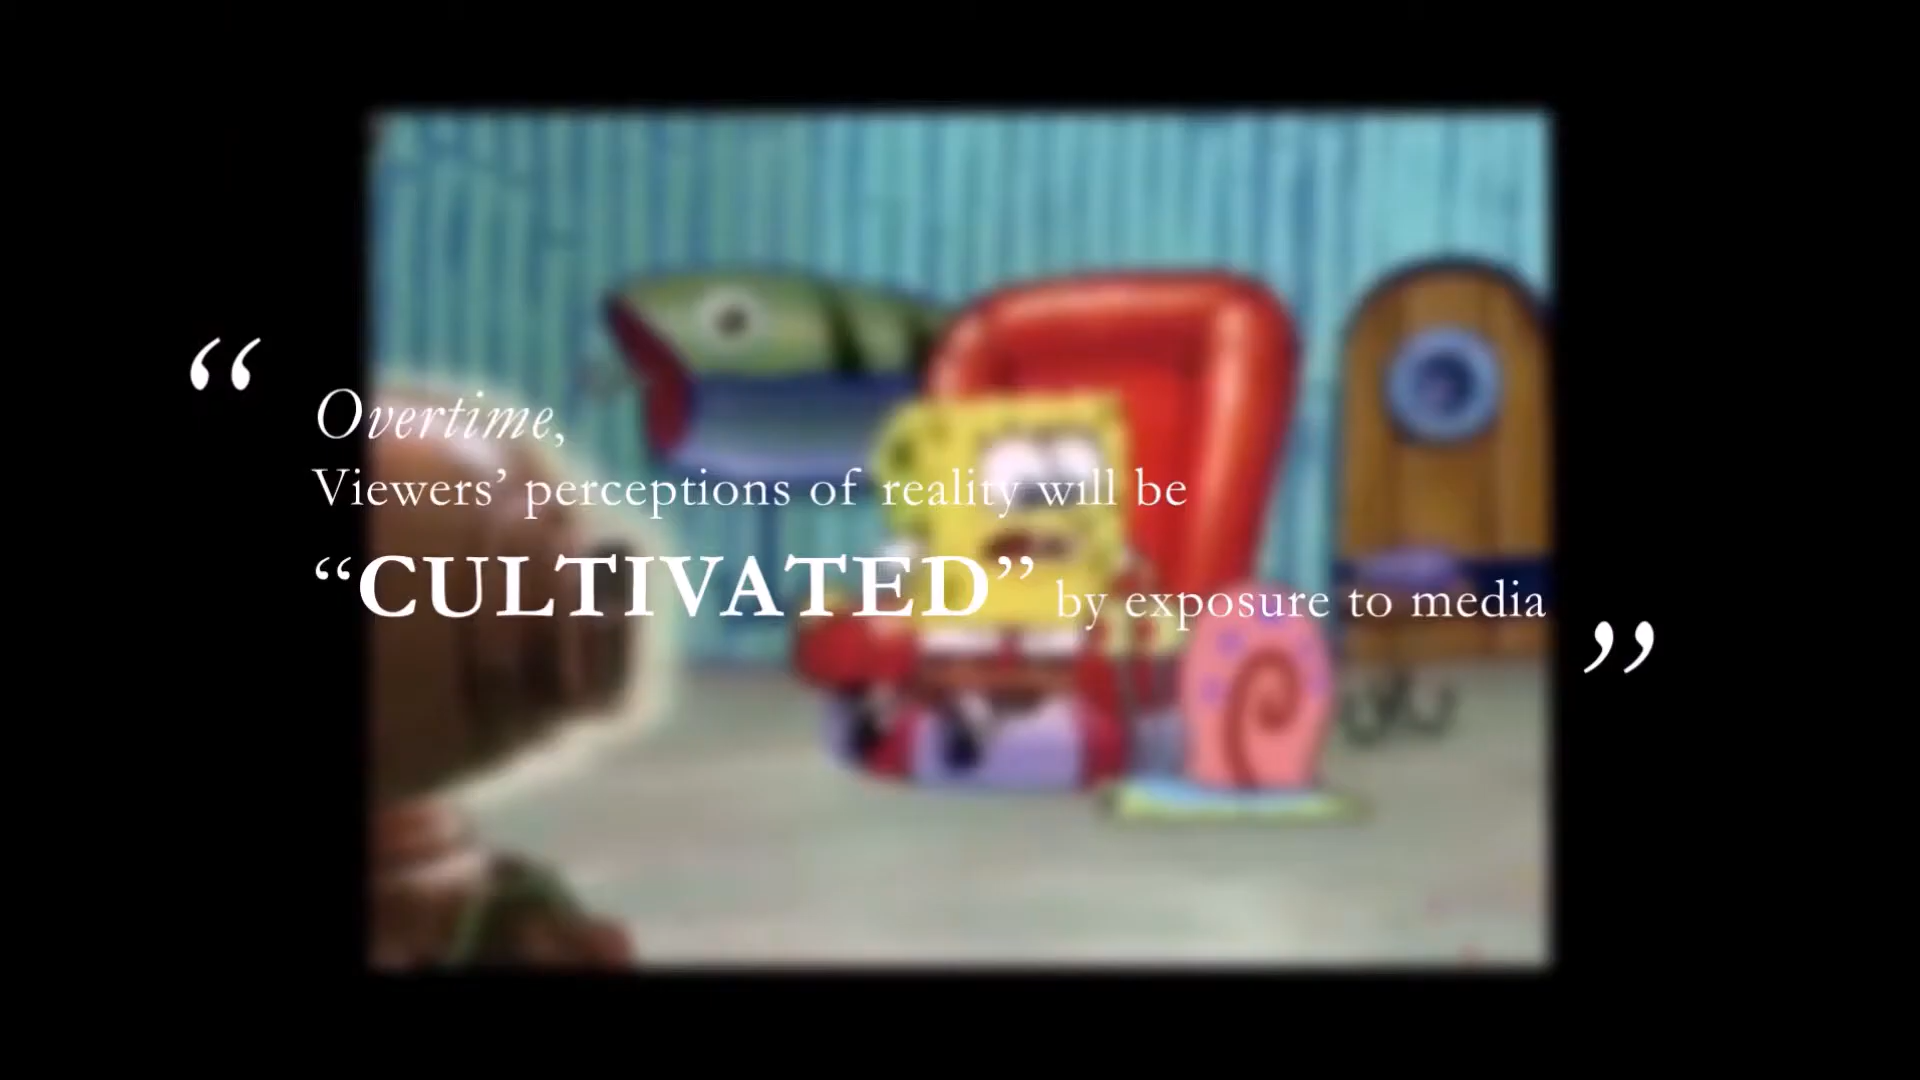 “
Overtime,
Viewers’ perceptions of reality will be
“CULTIVATED” by exposure to media
”